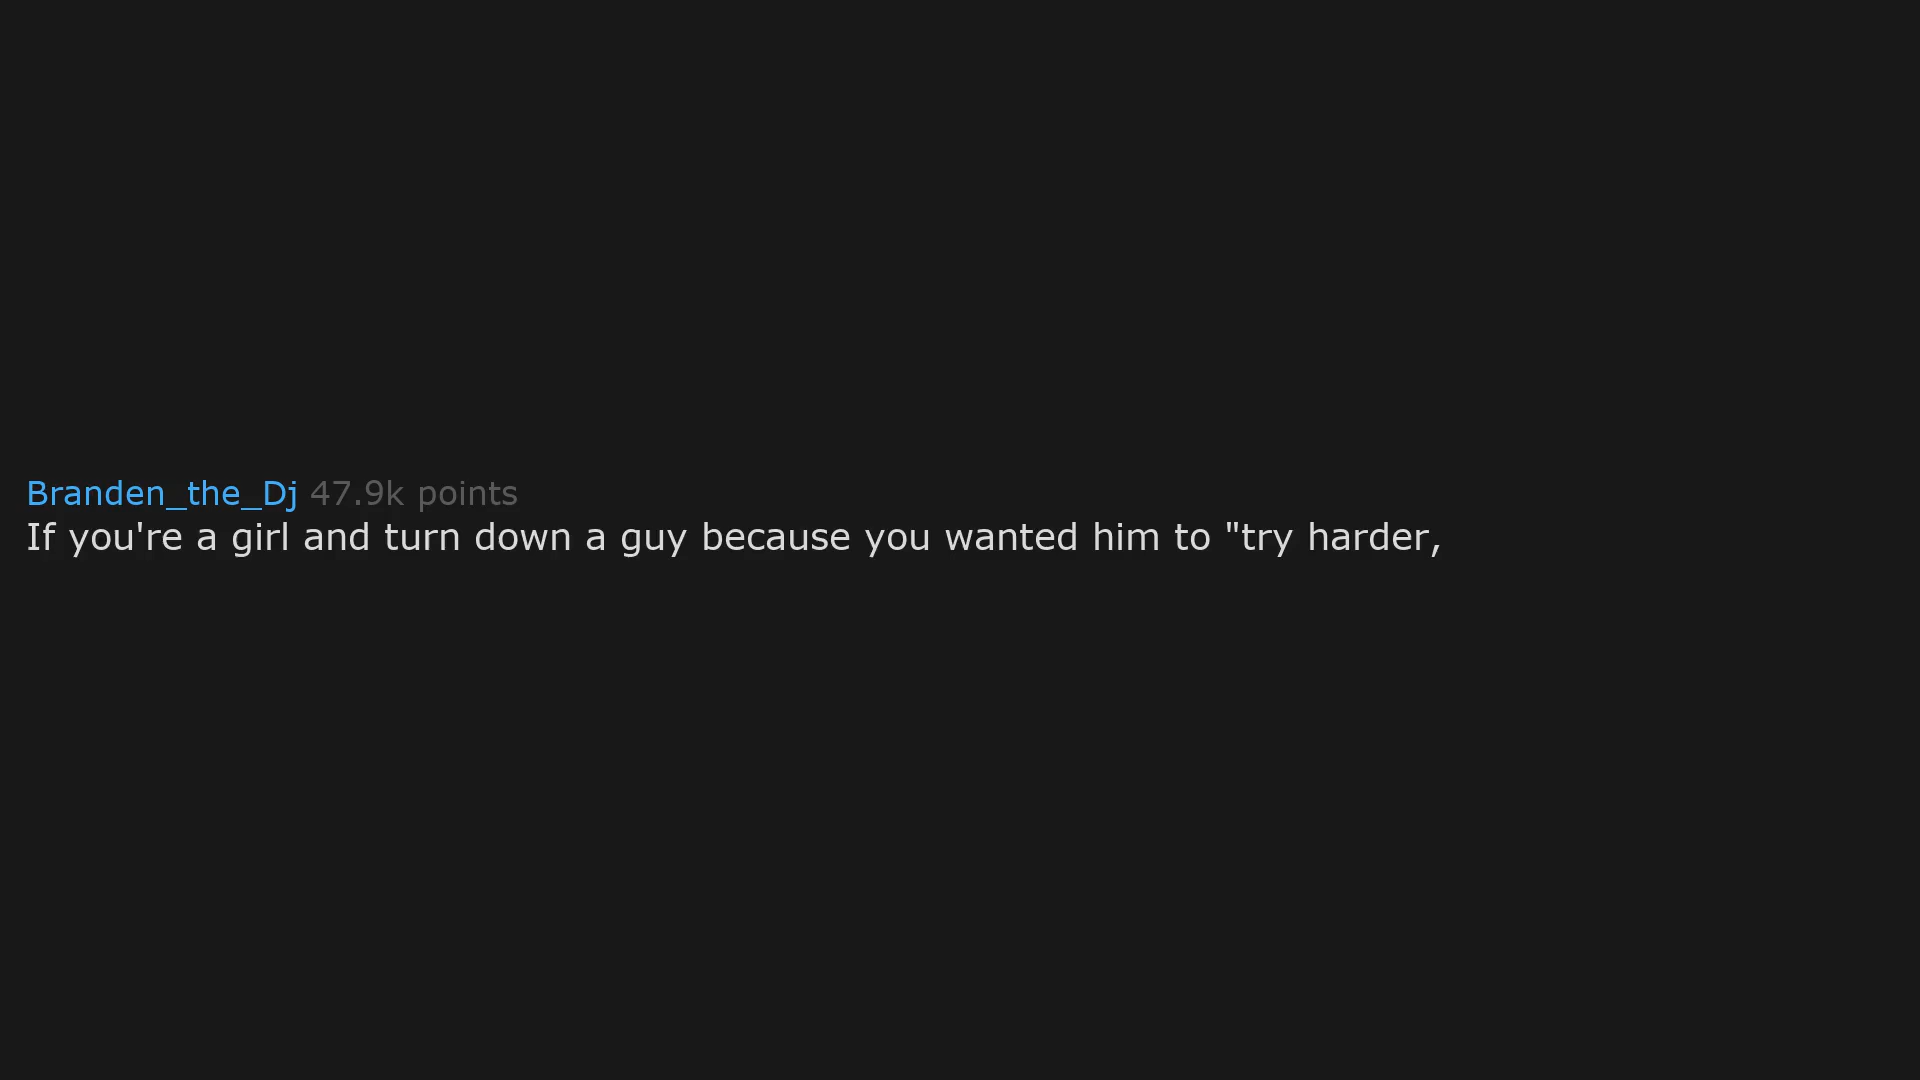 Branden_the_Dj 47.9k points
If you're a girl and turn down a guy because you wanted him to "try harder,